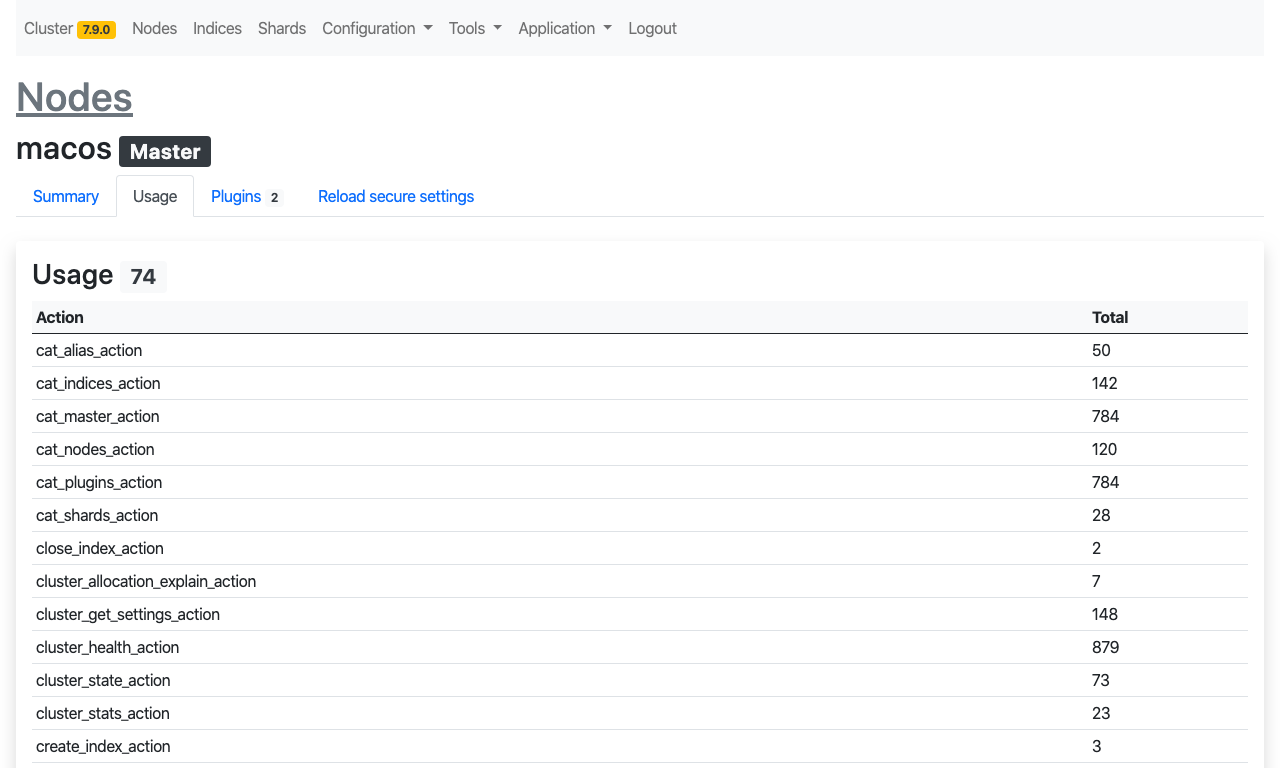 Cluster 7.9.0 Nodes Indices Shards Configuration Tools Application Logout
Nodes
macos Master
Summary Usage Plugins 2 Reload secure settings
Usage 74
Action Total
cat_alias_action 50
cat_indices_action 142
cat_master_action 784
cat_nodes_action 120
cat_plugins_action 784
cat_shards_action 28
close_index_action 2
cluster_allocation_explain_action 7
cluster_get_settings_action 148
cluster_health_action 879
cluster_state_action 73
cluster_stats_action 23
create_index_action 3